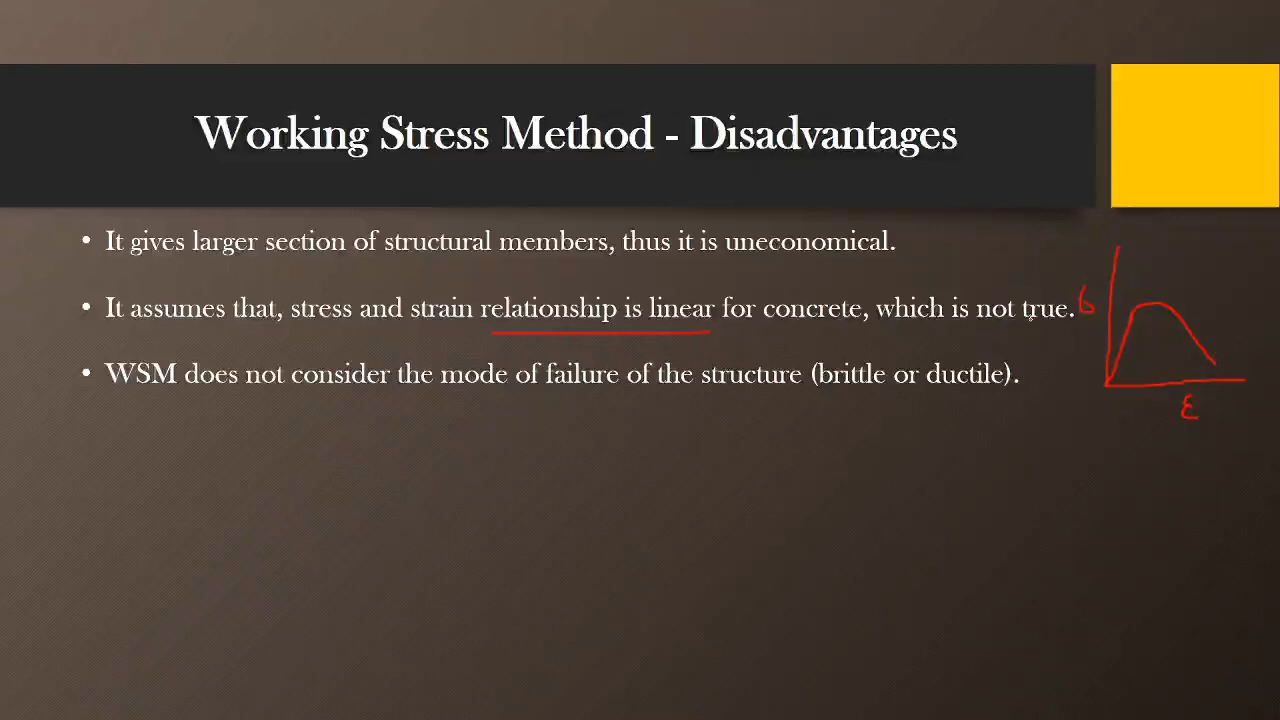 Working Stress Method - Disadvantages
• It gives larger section of structural members, thus it is uneconomical.
• It assumes that, stress and strain relationship is linear for concrete, which is not true.
• WSM does not consider the mode of failure of the structure (brittle or ductile).
σ
ε